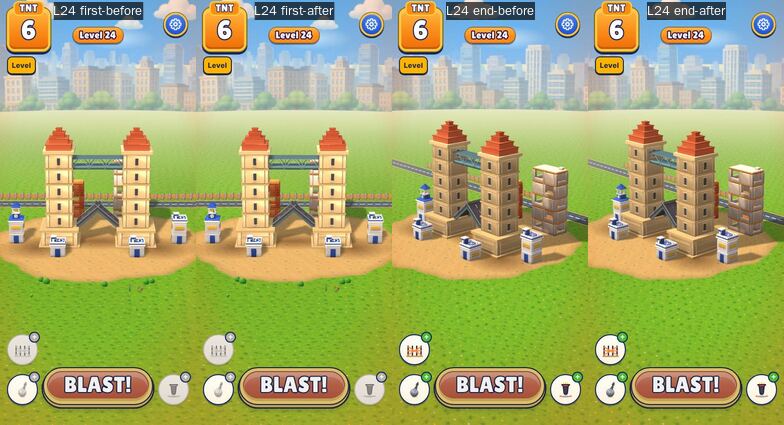 L24 first-before
TNT
6
Level 24
Level
BLAST!
L24 first-after
TNT
6
Level 24
Level
BLAST!
L24 end-before
TNT
6
Level 24
Level
BLAST!
L24 end-after
TNT
6
Level 24
Level
BLAST!